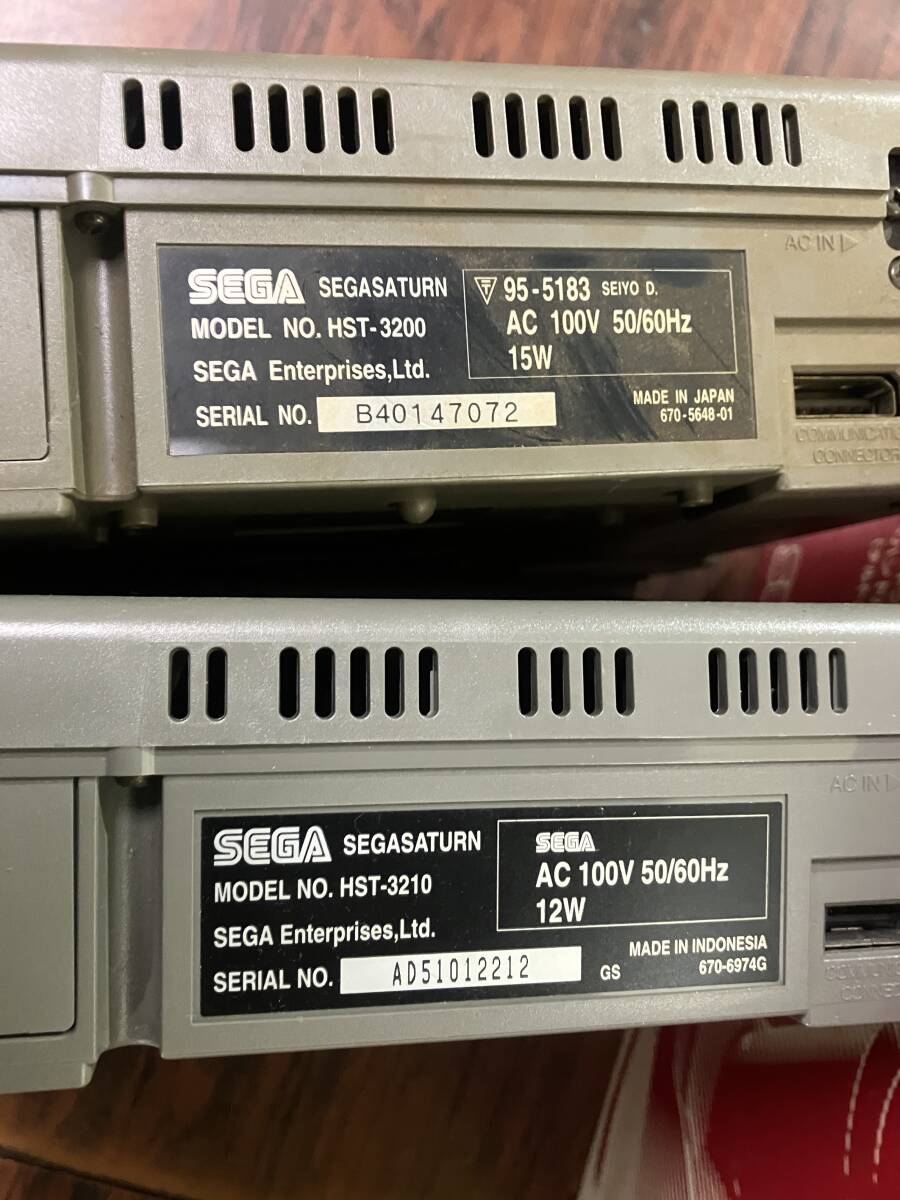 AC IN
SEGA SEGASATURN
MODEL NO. HST-3200
SEGA Enterprises,Ltd.
SERIAL NO. B40147072
95-5183 SEIYO D.
AC 100V 50/60Hz
15W
MADE IN JAPAN
670-5648-01
COMMUNICATIO
CONNECTOR
AC IN
SEGA SEGASATURN
MODEL NO. HST-3210
SEGA Enterprises,Ltd.
SERIAL NO. AD51012212 GS
SEGA
AC 100V 50/60Hz
12W
MADE IN INDONESIA
670-6974G